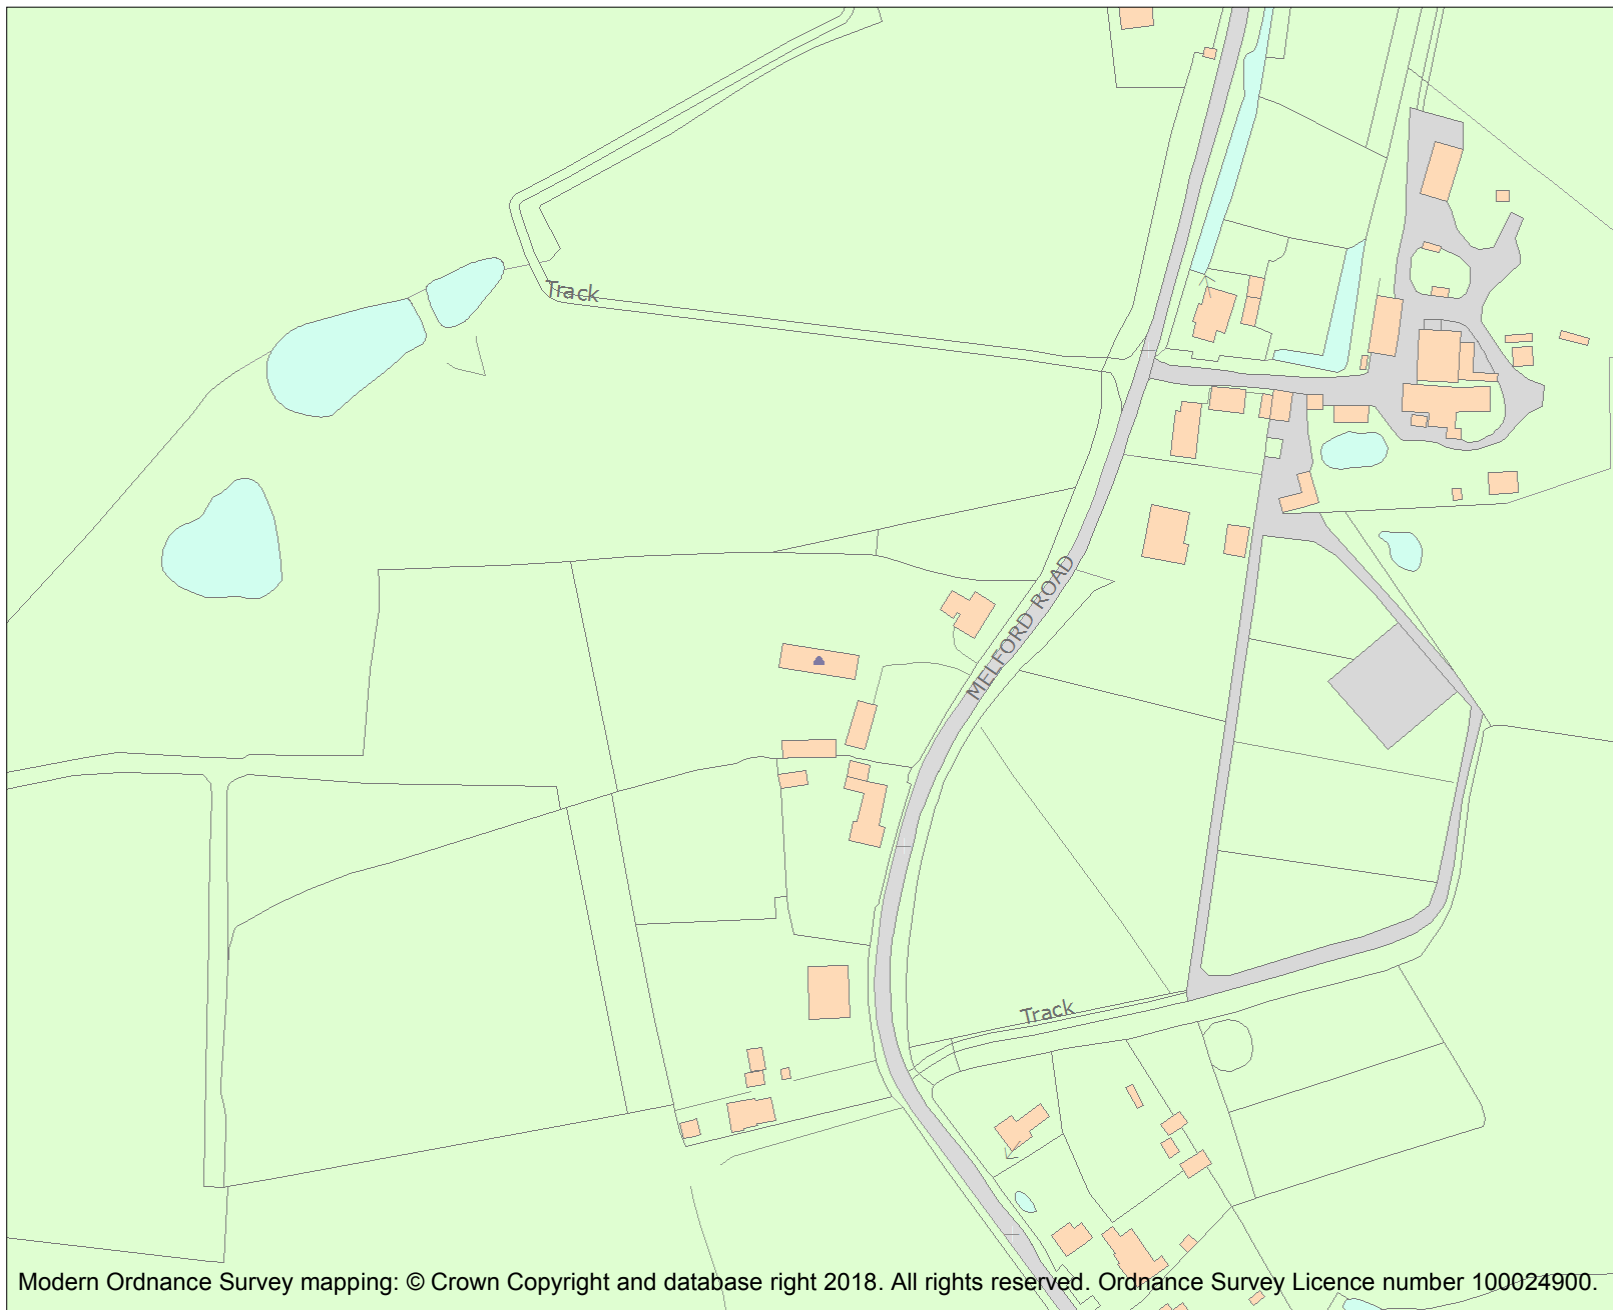 Track
MELFORD ROAD
Track
Modern Ordnance Survey mapping: © Crown Copyright and database right 2018. All rights reserved. Ordnance Survey Licence number 100024900.